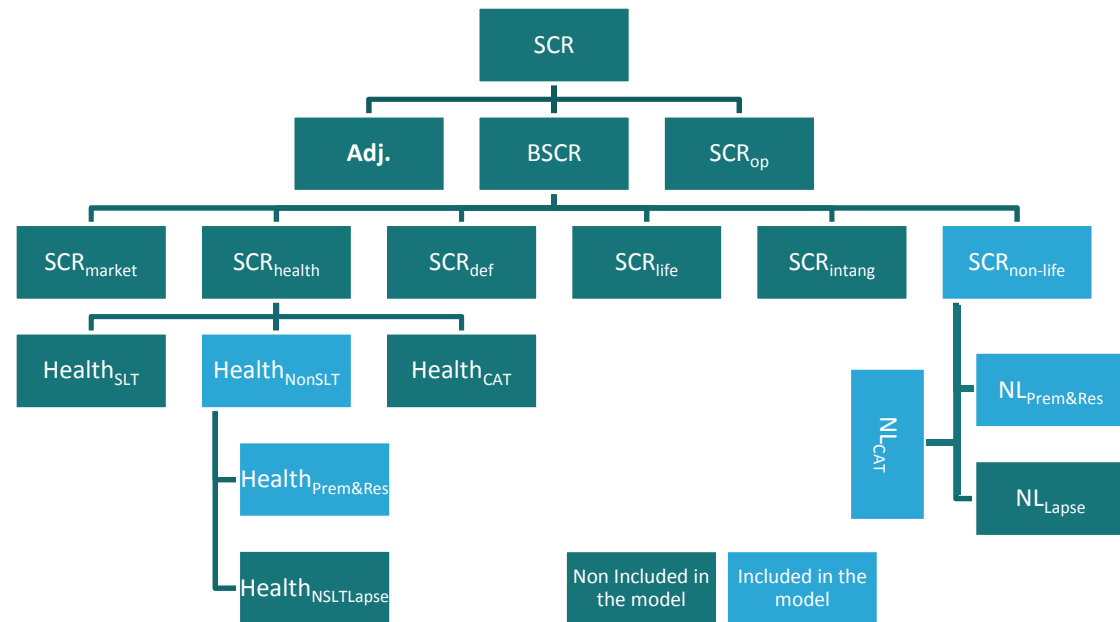 SCR
Adj.
BSCR
SCRop
SCRmarket
SCRhealth
SCRdef
SCRlife
SCRintang
SCRnon-life
HealthSLT
HealthNonSLT
HealthCAT
NLCAT
NLPrem&Res
HealthPrem&Res
NLLapse
HealthNSLTLapse
Non Included in
the model
Included in the
model